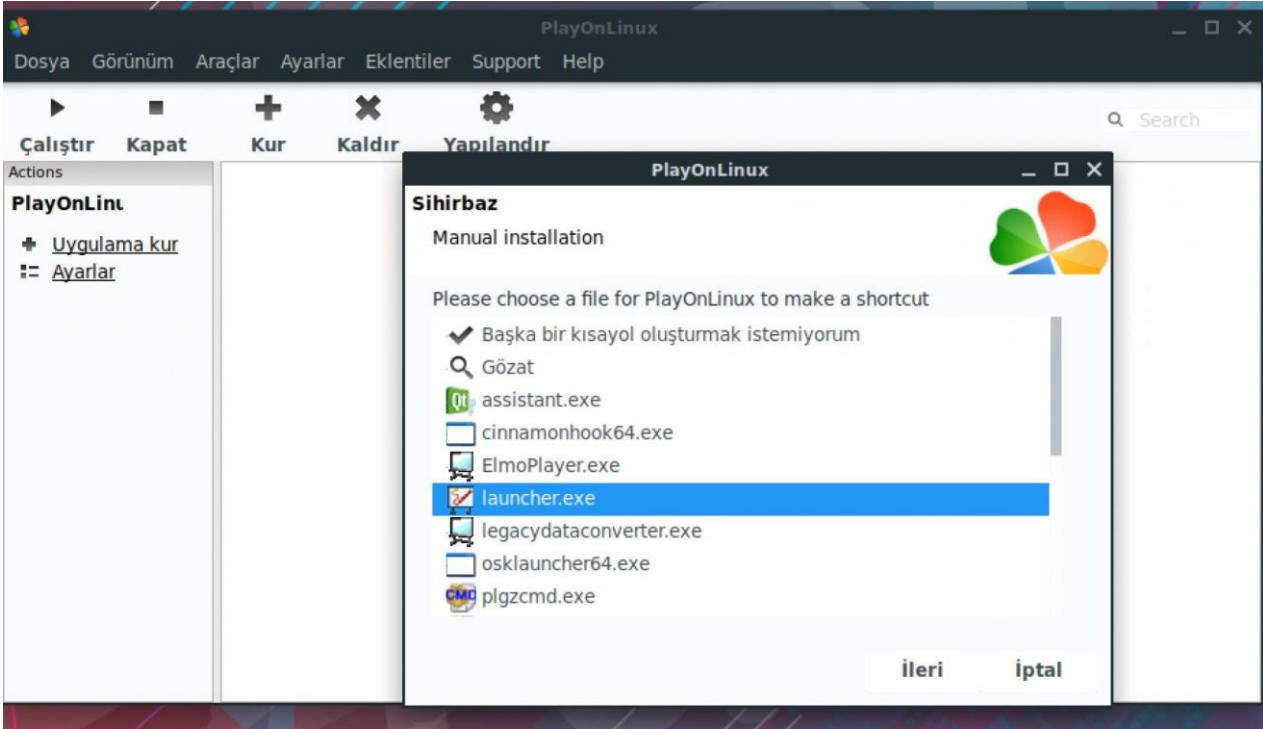 PlayOnLinux
Dosya Görünüm Araçlar Ayarlar Eklentiler Support Help
Çalıştır Kapat Kur Kaldır Yapılandır
Search
Actions
PlayOnLinu
Uygulama kur
Ayarlar
PlayOnLinux
Sihirbaz
Manual installation
Please choose a file for PlayOnLinux to make a shortcut
Başka bir kısayol oluşturmak istemiyorum
Gözat
Qt assistant.exe
cinnamonhook64.exe
ElmoPlayer.exe
launcher.exe
legacydataconverter.exe
osklauncher64.exe
CMD plgzcmd.exe
İleri İptal